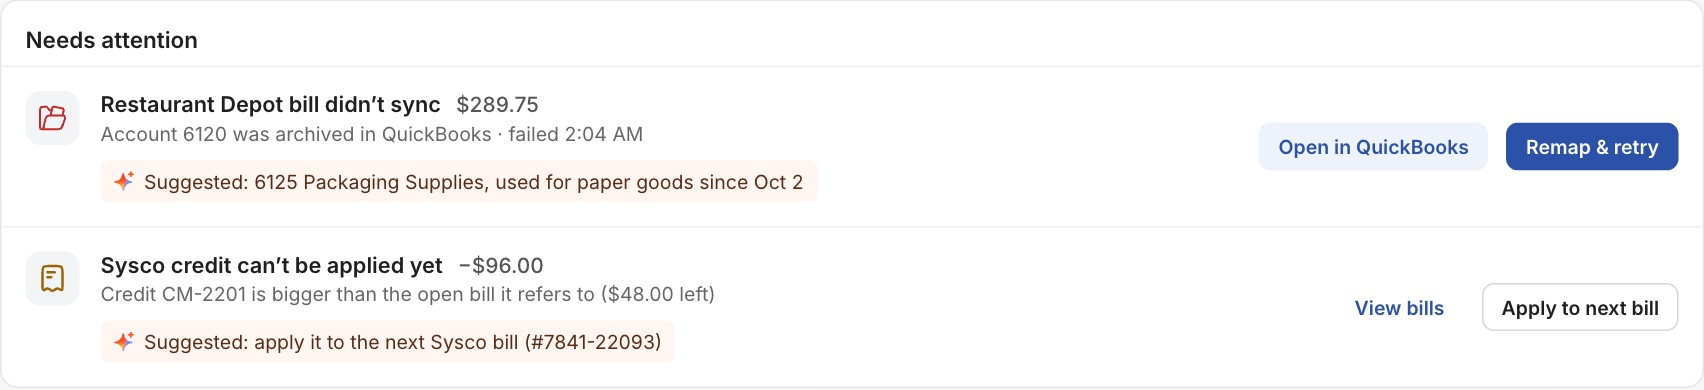 Needs attention
Restaurant Depot bill didn’t sync $289.75
Account 6120 was archived in QuickBooks · failed 2:04 AM
Suggested: 6125 Packaging Supplies, used for paper goods since Oct 2
Open in QuickBooks
Remap & retry
Sysco credit can’t be applied yet −$96.00
Credit CM-2201 is bigger than the open bill it refers to ($48.00 left)
Suggested: apply it to the next Sysco bill (#7841-22093)
View bills
Apply to next bill